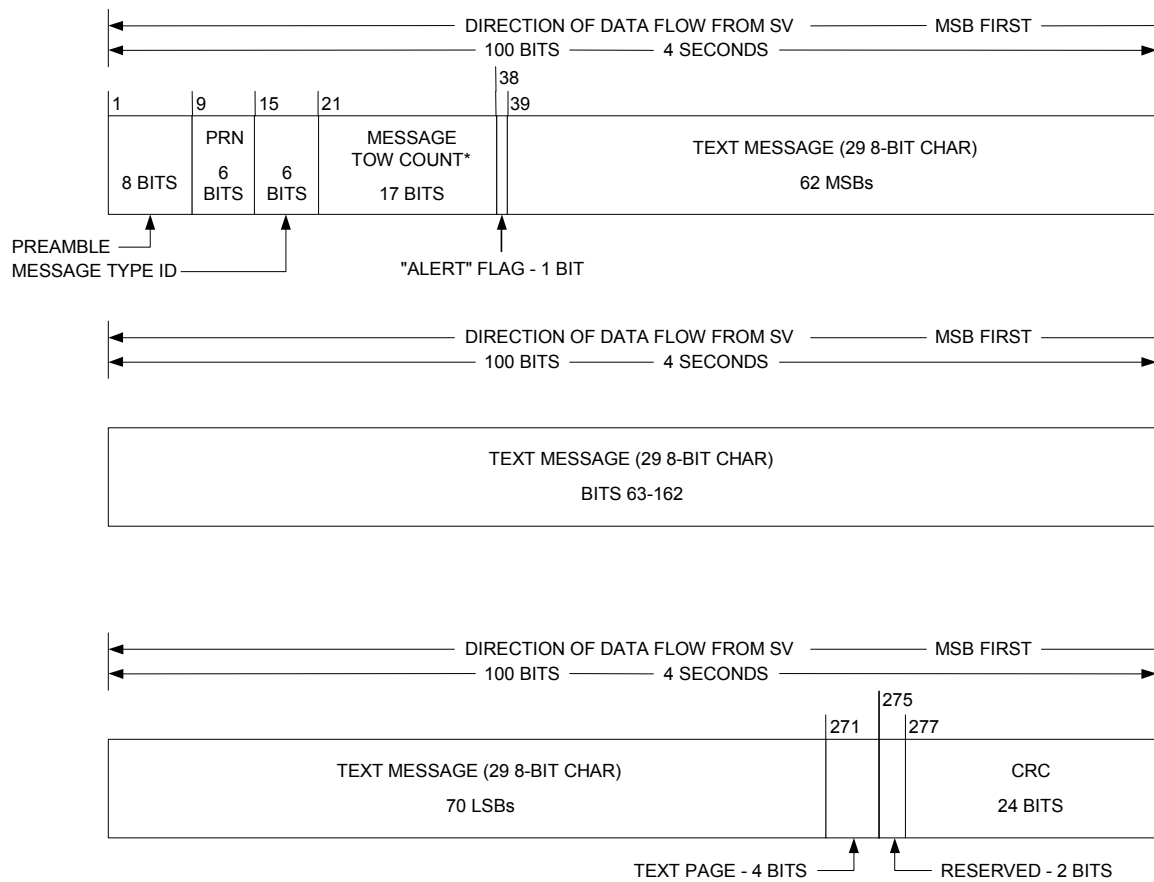 DIRECTION OF DATA FLOW FROM SV MSB FIRST
100 BITS 4 SECONDS
38
1 9 15 21 39
8 BITS
PRN
6
BITS
6
BITS
MESSAGE
TOW COUNT*
17 BITS
TEXT MESSAGE (29 8-BIT CHAR)
62 MSBs
PREAMBLE
MESSAGE TYPE ID
"ALERT" FLAG - 1 BIT
DIRECTION OF DATA FLOW FROM SV MSB FIRST
100 BITS 4 SECONDS
TEXT MESSAGE (29 8-BIT CHAR)
BITS 63-162
DIRECTION OF DATA FLOW FROM SV MSB FIRST
100 BITS 4 SECONDS
275
271 277
TEXT MESSAGE (29 8-BIT CHAR)
70 LSBs
CRC
24 BITS
TEXT PAGE - 4 BITS
RESERVED - 2 BITS